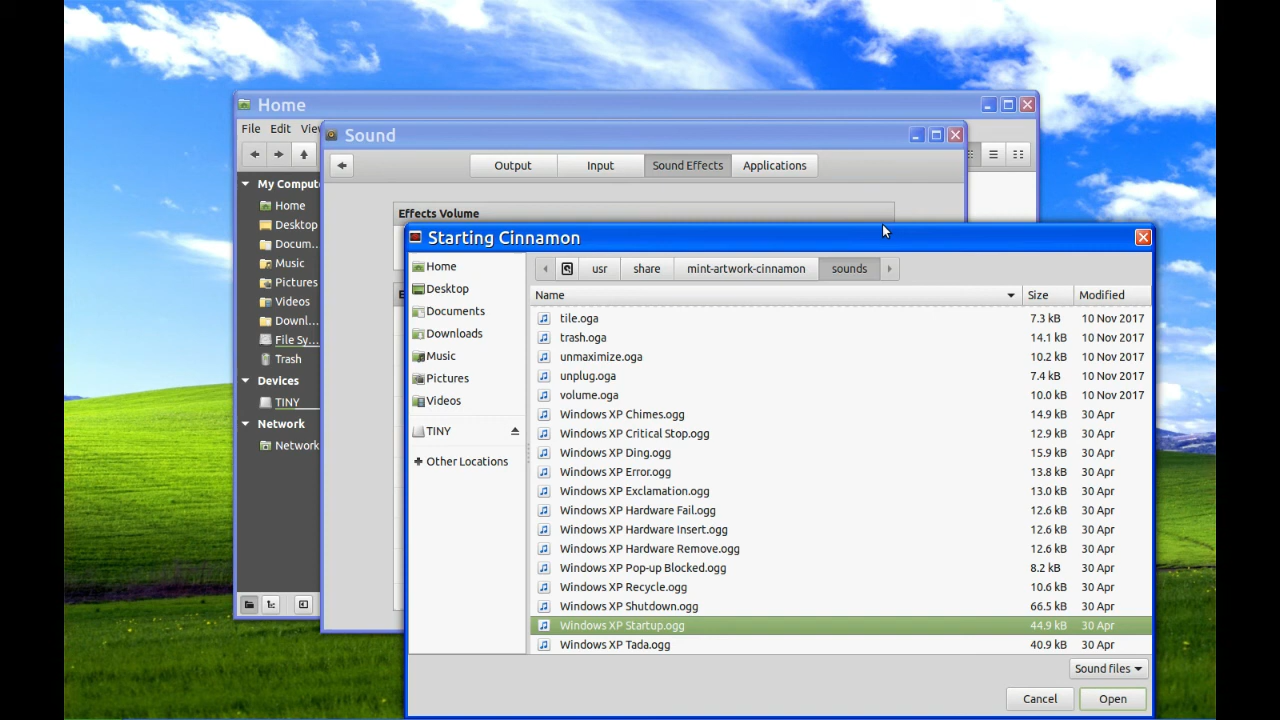 Home
File Edit View
Sound
Output Input Sound Effects Applications
My Comput
Home
Desktop
Docum...
Music
Pictures
Videos
Downl...
File Sy...
Trash
Devices
TINY
Network
Network
Effects Volume
Starting Cinnamon
Home
Desktop
Documents
Downloads
Music
Pictures
Videos
TINY
Other Locations
usr share mint-artwork-cinnamon sounds
Name Size Modified
tile.oga 7.3 kB 10 Nov 2017
trash.oga 14.1 kB 10 Nov 2017
unmaximize.oga 10.2 kB 10 Nov 2017
unplug.oga 7.4 kB 10 Nov 2017
volume.oga 10.0 kB 10 Nov 2017
Windows XP Chimes.ogg 14.9 kB 30 Apr
Windows XP Critical Stop.ogg 12.9 kB 30 Apr
Windows XP Ding.ogg 15.9 kB 30 Apr
Windows XP Error.ogg 13.8 kB 30 Apr
Windows XP Exclamation.ogg 13.0 kB 30 Apr
Windows XP Hardware Fail.ogg 12.6 kB 30 Apr
Windows XP Hardware Insert.ogg 12.6 kB 30 Apr
Windows XP Hardware Remove.ogg 12.6 kB 30 Apr
Windows XP Pop-up Blocked.ogg 8.2 kB 30 Apr
Windows XP Recycle.ogg 10.6 kB 30 Apr
Windows XP Shutdown.ogg 66.5 kB 30 Apr
Windows XP Startup.ogg 44.9 kB 30 Apr
Windows XP Tada.ogg 40.9 kB 30 Apr
Sound files
Cancel Open